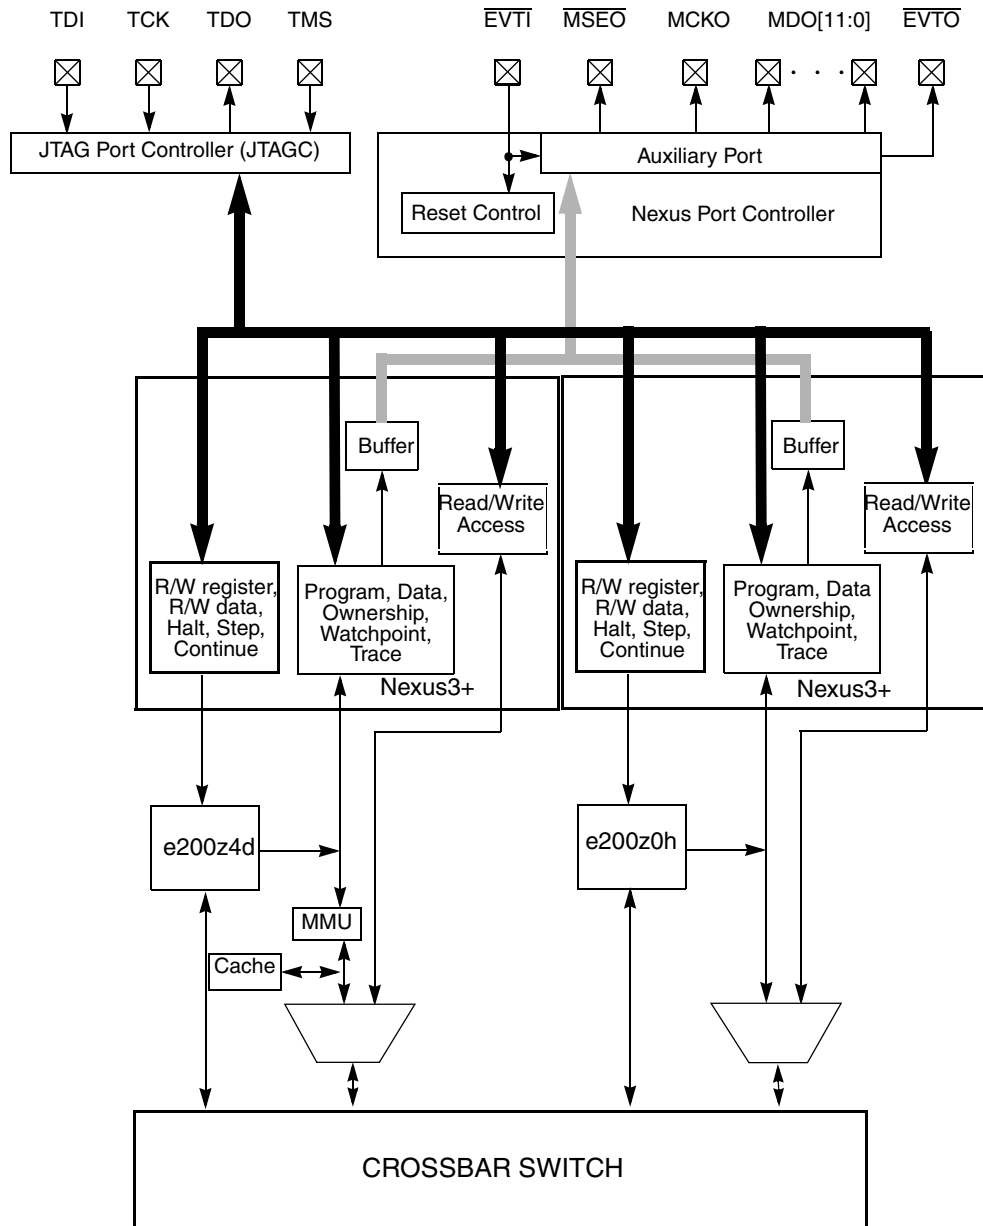 TDI TCK TDO TMS EVTI MSEO MCKO MDO[11:0] EVTO
JTAG Port Controller (JTAGC)
Auxiliary Port
Reset Control
Nexus Port Controller
Buffer
Buffer
Read/Write
Access
Read/Write
Access
R/W register,
R/W data,
Halt, Step,
Continue
Program, Data,
Ownership,
Watchpoint,
Trace
R/W register,
R/W data,
Halt, Step,
Continue
Program, Data
Ownership,
Watchpoint,
Trace
Nexus3+
Nexus3+
e200z4d
e200z0h
MMU
Cache
CROSSBAR SWITCH